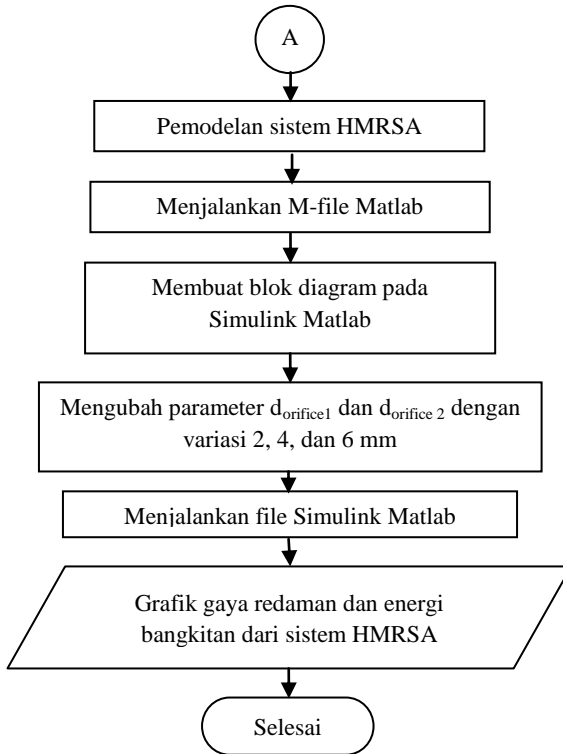 A
Pemodelan sistem HMRSA
Menjalankan M-file Matlab
Membuat blok diagram pada
Simulink Matlab
Mengubah parameter dorifice1 dan dorifice 2 dengan
variasi 2, 4, dan 6 mm
Menjalankan file Simulink Matlab
Grafik gaya redaman dan energi
bangkitan dari sistem HMRSA
Selesai